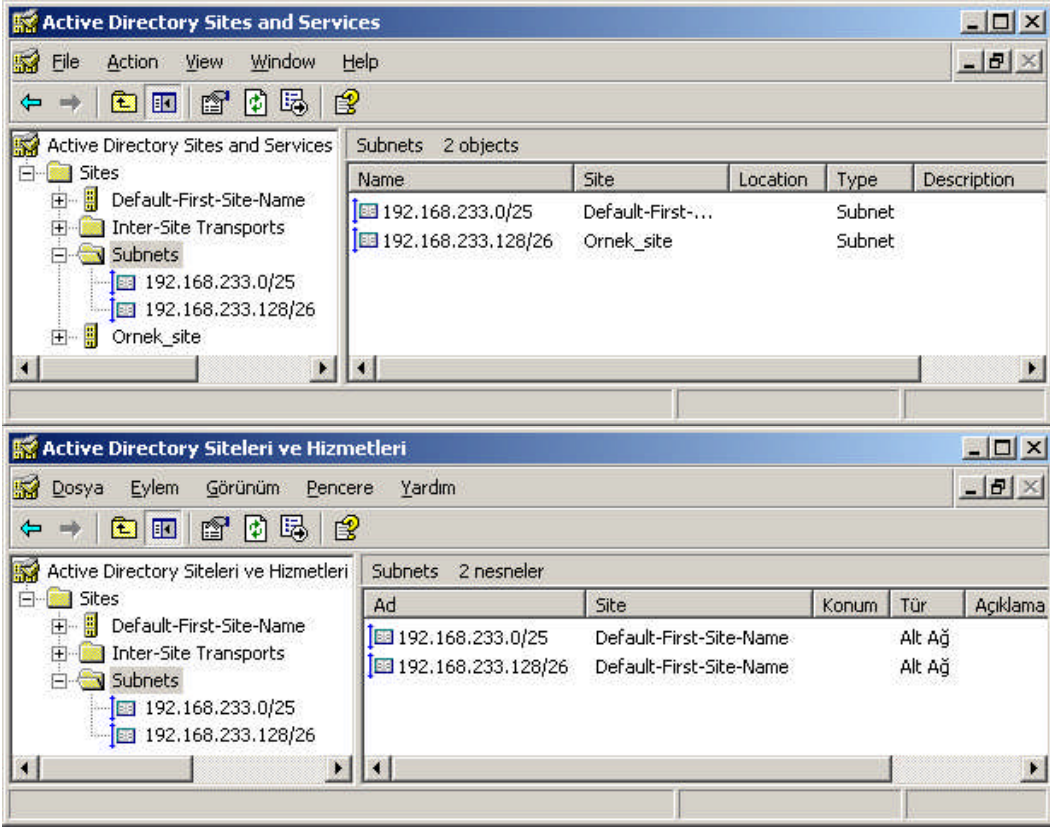 Active Directory Sites and Services
File Action View Window Help
Active Directory Sites and Services
Sites
Default-First-Site-Name
Inter-Site Transports
Subnets
192.168.233.0/25
192.168.233.128/26
Ornek_site
Subnets 2 objects
Name Site Location Type Description
192.168.233.0/25 Default-First-... Subnet
192.168.233.128/26 Ornek_site Subnet
Active Directory Siteleri ve Hizmetleri
Dosya Eylem Görünüm Pencere Yardım
Active Directory Siteleri ve Hizmetleri
Sites
Default-First-Site-Name
Inter-Site Transports
Subnets
192.168.233.0/25
192.168.233.128/26
Subnets 2 nesneler
Ad Site Konum Tür Açıklama
192.168.233.0/25 Default-First-Site-Name Alt Ağ
192.168.233.128/26 Default-First-Site-Name Alt Ağ